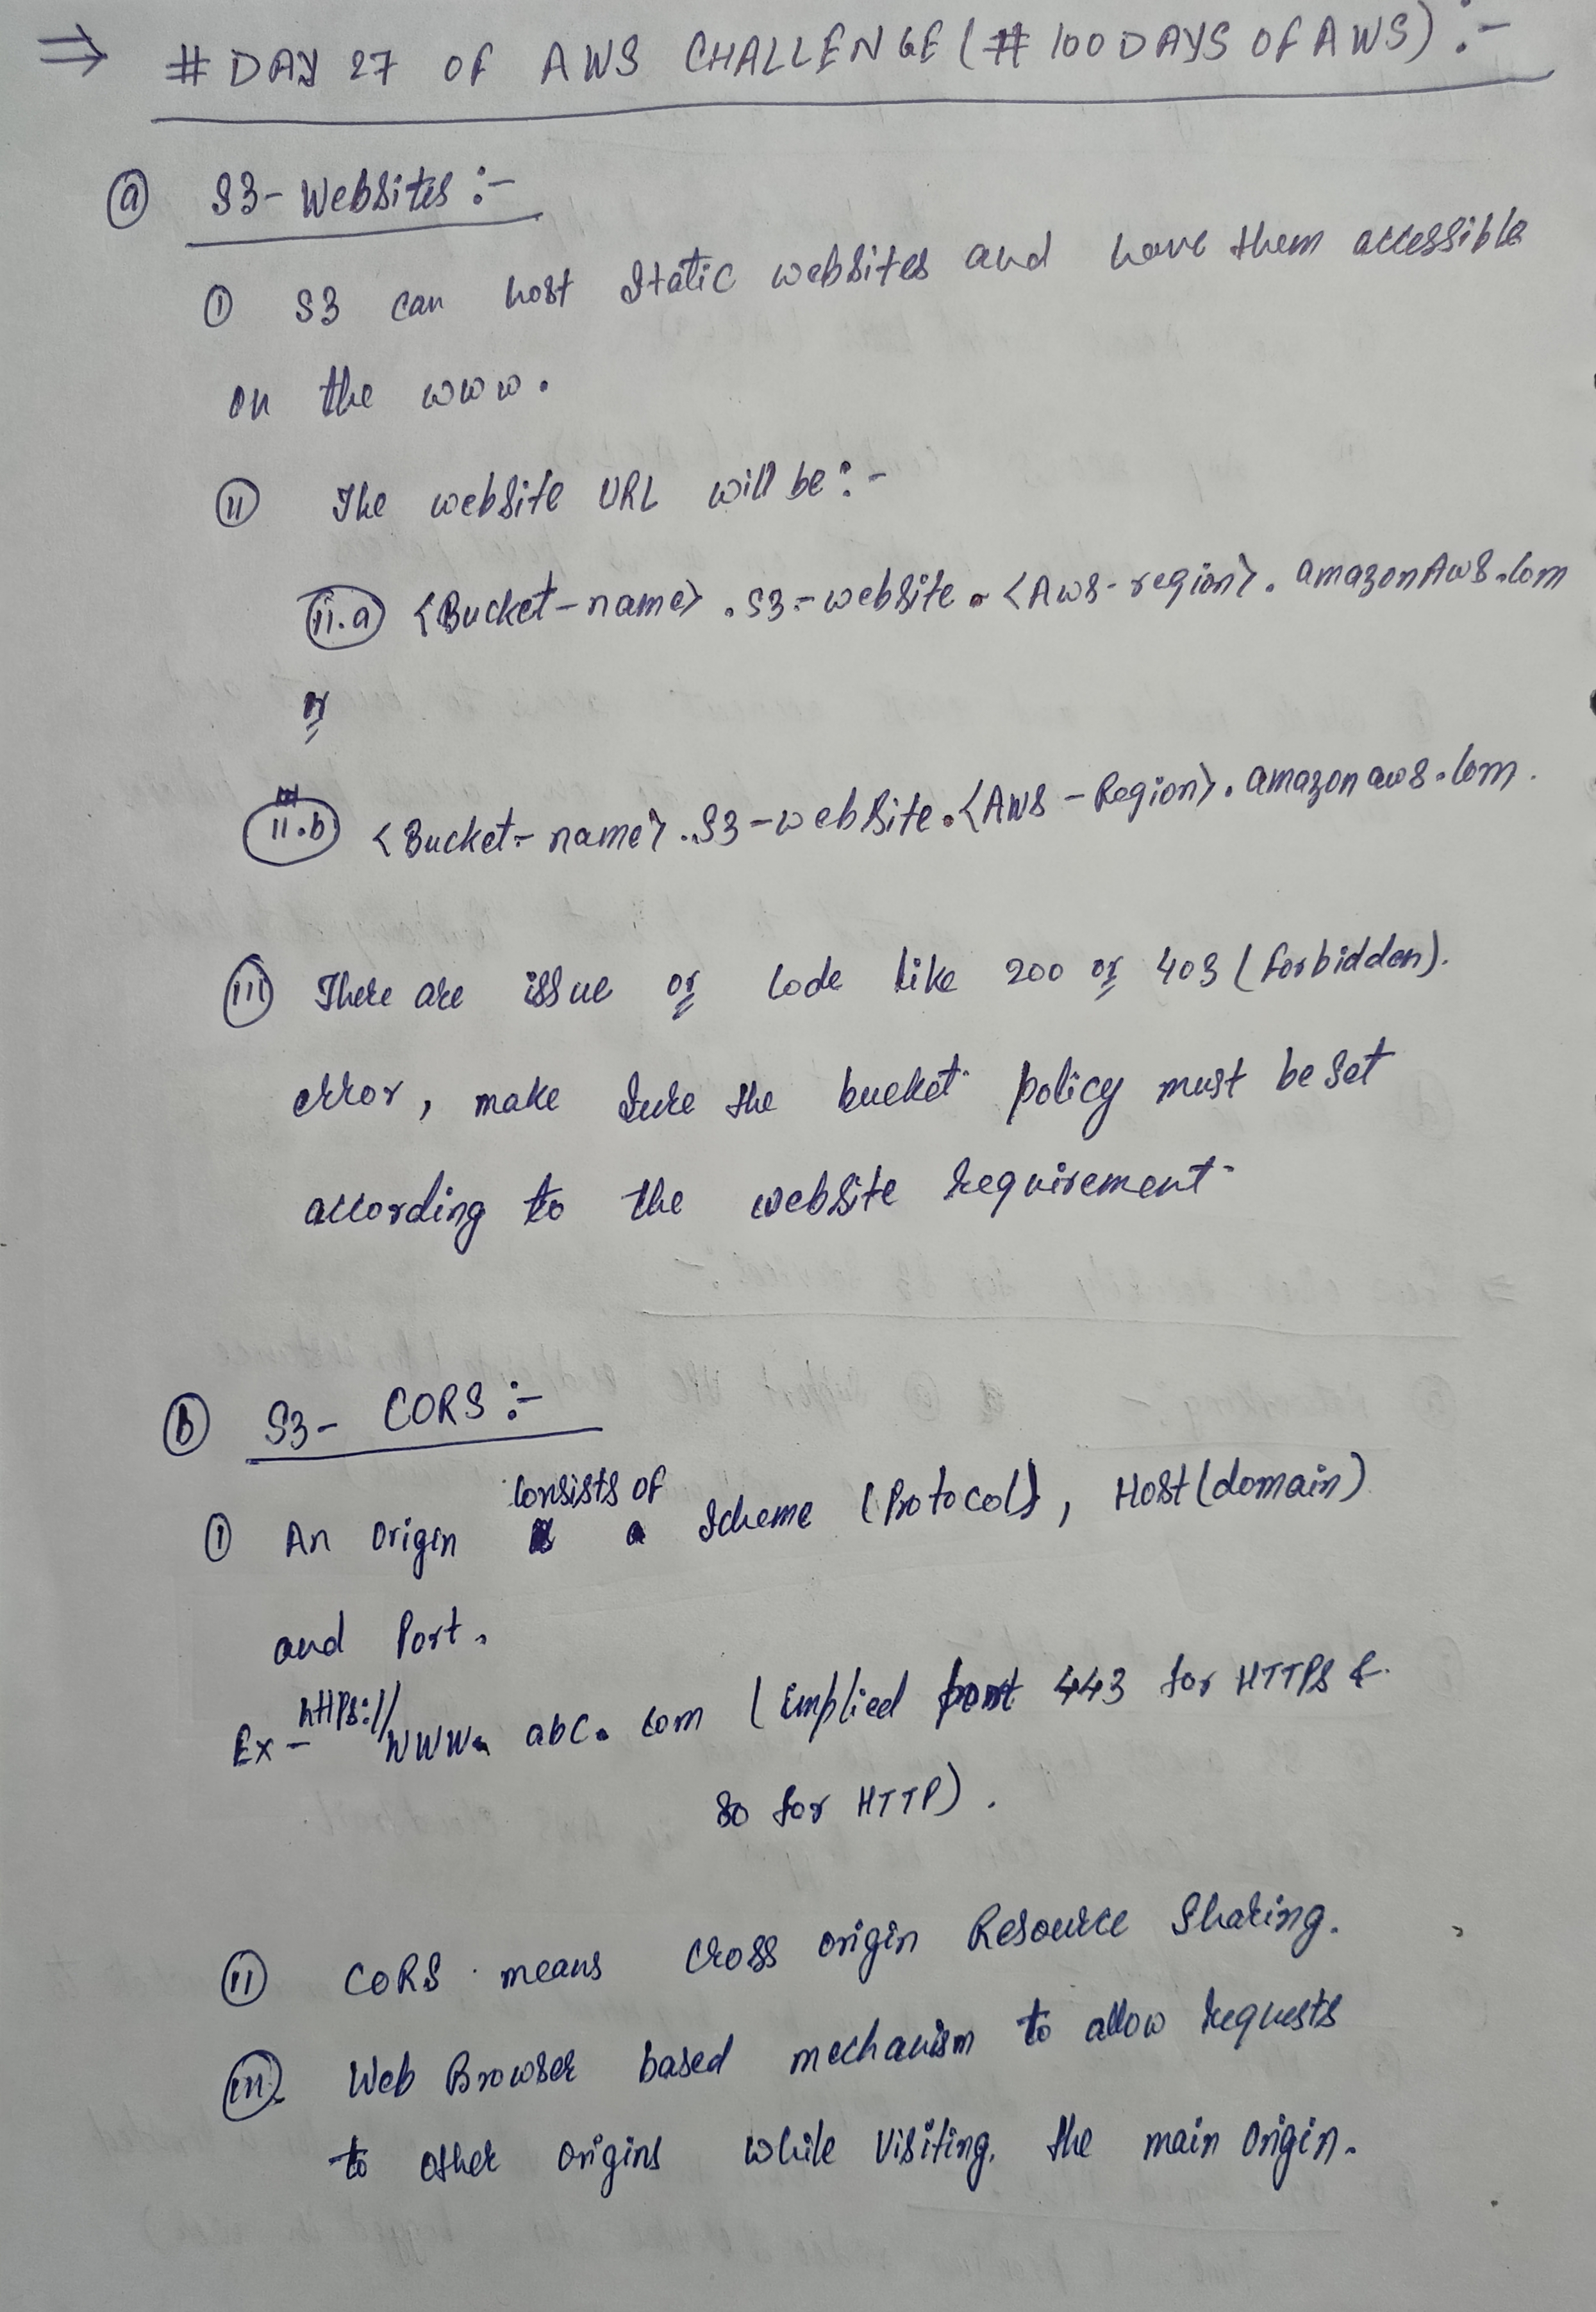 ⇒ # DAY 27 OF AWS CHALLENGE (# 100 DAYS OF AWS) :-
ⓐ S3- Websites :-
Ⓘ S3 can host Static websites and have them accessible
on the www.
(II) The website URL will be :-
(ii.a) <Bucket-name> .S3-website.<Aws-region>. amazonAws.com
or
(ii.b) <Bucket-name>.S3-website.<AWS-Region>. amazonaws.com.
(III) There are issue or Code like 200 or 403 (forbidden).
error, make sure the bucket policy must be set
according to the website requirement.
ⓑ S3- CORS :-
Ⓘ An Origin consists of a Scheme (Protocol), Host (domain)
and Port.
Ex - https://www.abc.com (implied port 443 for HTTPS &
80 for HTTP).
(II) CORS means Cross origin Resource Sharing.
(III). Web Browser based mechanism to allow requests
to other origins while Visiting. the main Origin.